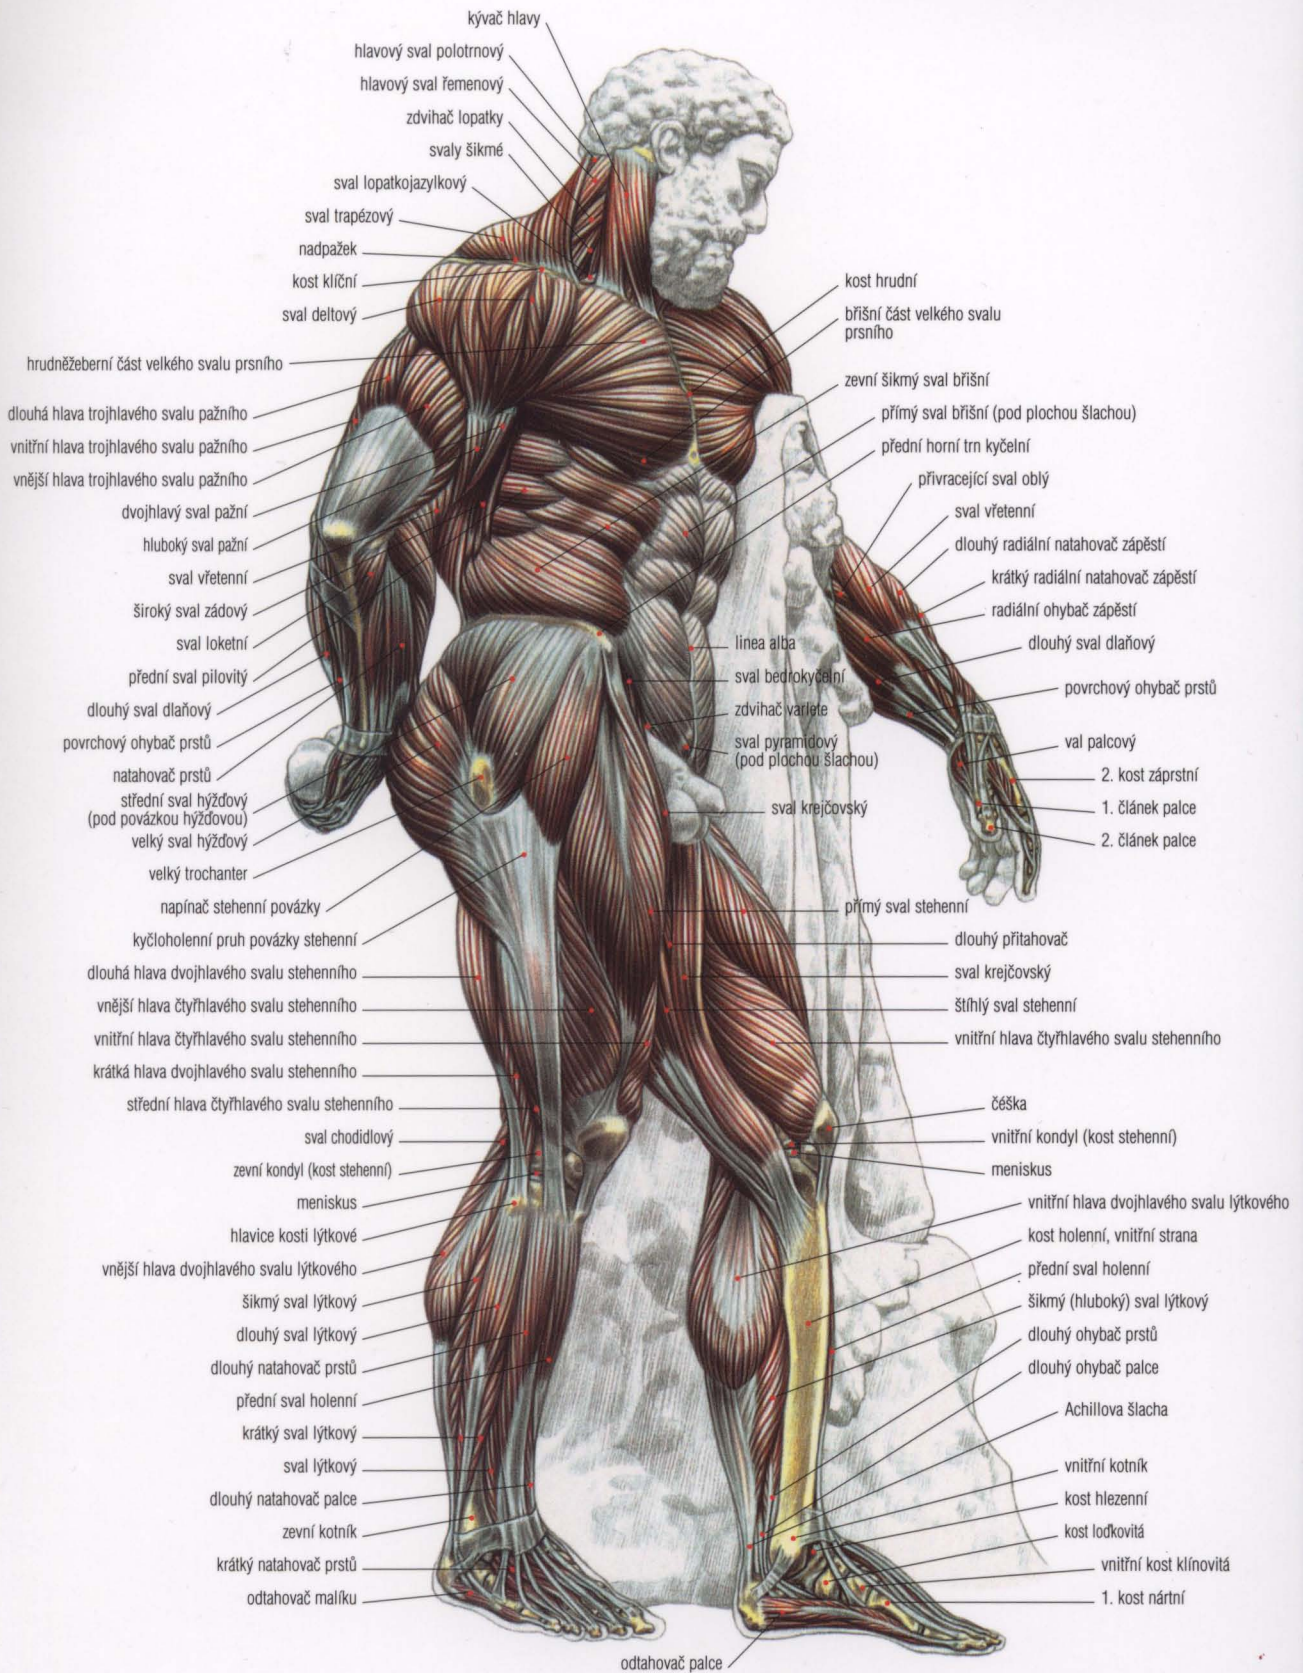 kývač hlavy
hlavový sval polotrnový
hlavový sval řemenový
zdvihač lopatky
svaly šikmé
sval lopatkojazylkový
sval trapézový
nadpažek
kost klíční
sval deltový
hrudněžeberní část velkého svalu prsního
dlouhá hlava trojhlavého svalu pažního
vnitřní hlava trojhlavého svalu pažního
vnější hlava trojhlavého svalu pažního
dvojhlavý sval pažní
hluboký sval pažní
sval vřetenní
široký sval zádový
sval loketní
přední sval pilovitý
dlouhý sval dlaňový
povrchový ohybač prstů
natahovač prstů
střední sval hýžďový
(pod povázkou hýžďovou)
velký sval hýžďový
velký trochanter
napínač stehenní povázky
kyčloholenní pruh povázky stehenní
dlouhá hlava dvojhlavého svalu stehenního
vnější hlava čtyřhlavého svalu stehenního
vnitřní hlava čtyřhlavého svalu stehenního
krátká hlava dvojhlavého svalu stehenního
střední hlava čtyřhlavého svalu stehenního
sval chodidlový
zevní kondyl (kost stehenní)
meniskus
hlavice kosti lýtkové
vnější hlava dvojhlavého svalu lýtkového
šikmý sval lýtkový
dlouhý sval lýtkový
dlouhý natahovač prstů
přední sval holenní
krátký sval lýtkový
sval lýtkový
dlouhý natahovač palce
zevní kotník
krátký natahovač prstů
odtahovač malíku
kost hrudní
břišní část velkého svalu
prsního
zevní šikmý sval břišní
přímý sval břišní (pod plochou šlachou)
přední horní trn kyčelní
přivracející sval oblý
sval vřetenní
dlouhý radiální natahovač zápěstí
krátký radiální natahovač zápěstí
radiální ohybač zápěstí
dlouhý sval dlaňový
povrchový ohybač prstů
val palcový
2. kost záprstní
1. článek palce
2. článek palce
linea alba
sval bedrokyčelní
zdvihač varlete
sval pyramidový
(pod plochou šlachou)
sval krejčovský
přímý sval stehenní
dlouhý přitahovač
sval krejčovský
štíhlý sval stehenní
vnitřní hlava čtyřhlavého svalu stehenního
čéška
vnitřní kondyl (kost stehenní)
meniskus
vnitřní hlava dvojhlavého svalu lýtkového
kost holenní, vnitřní strana
přední sval holenní
šikmý (hluboký) sval lýtkový
dlouhý ohybač prstů
dlouhý ohybač palce
Achillova šlacha
vnitřní kotník
kost hlezenní
kost loďkovitá
vnitřní kost klínovitá
1. kost nártní
odtahovač palce